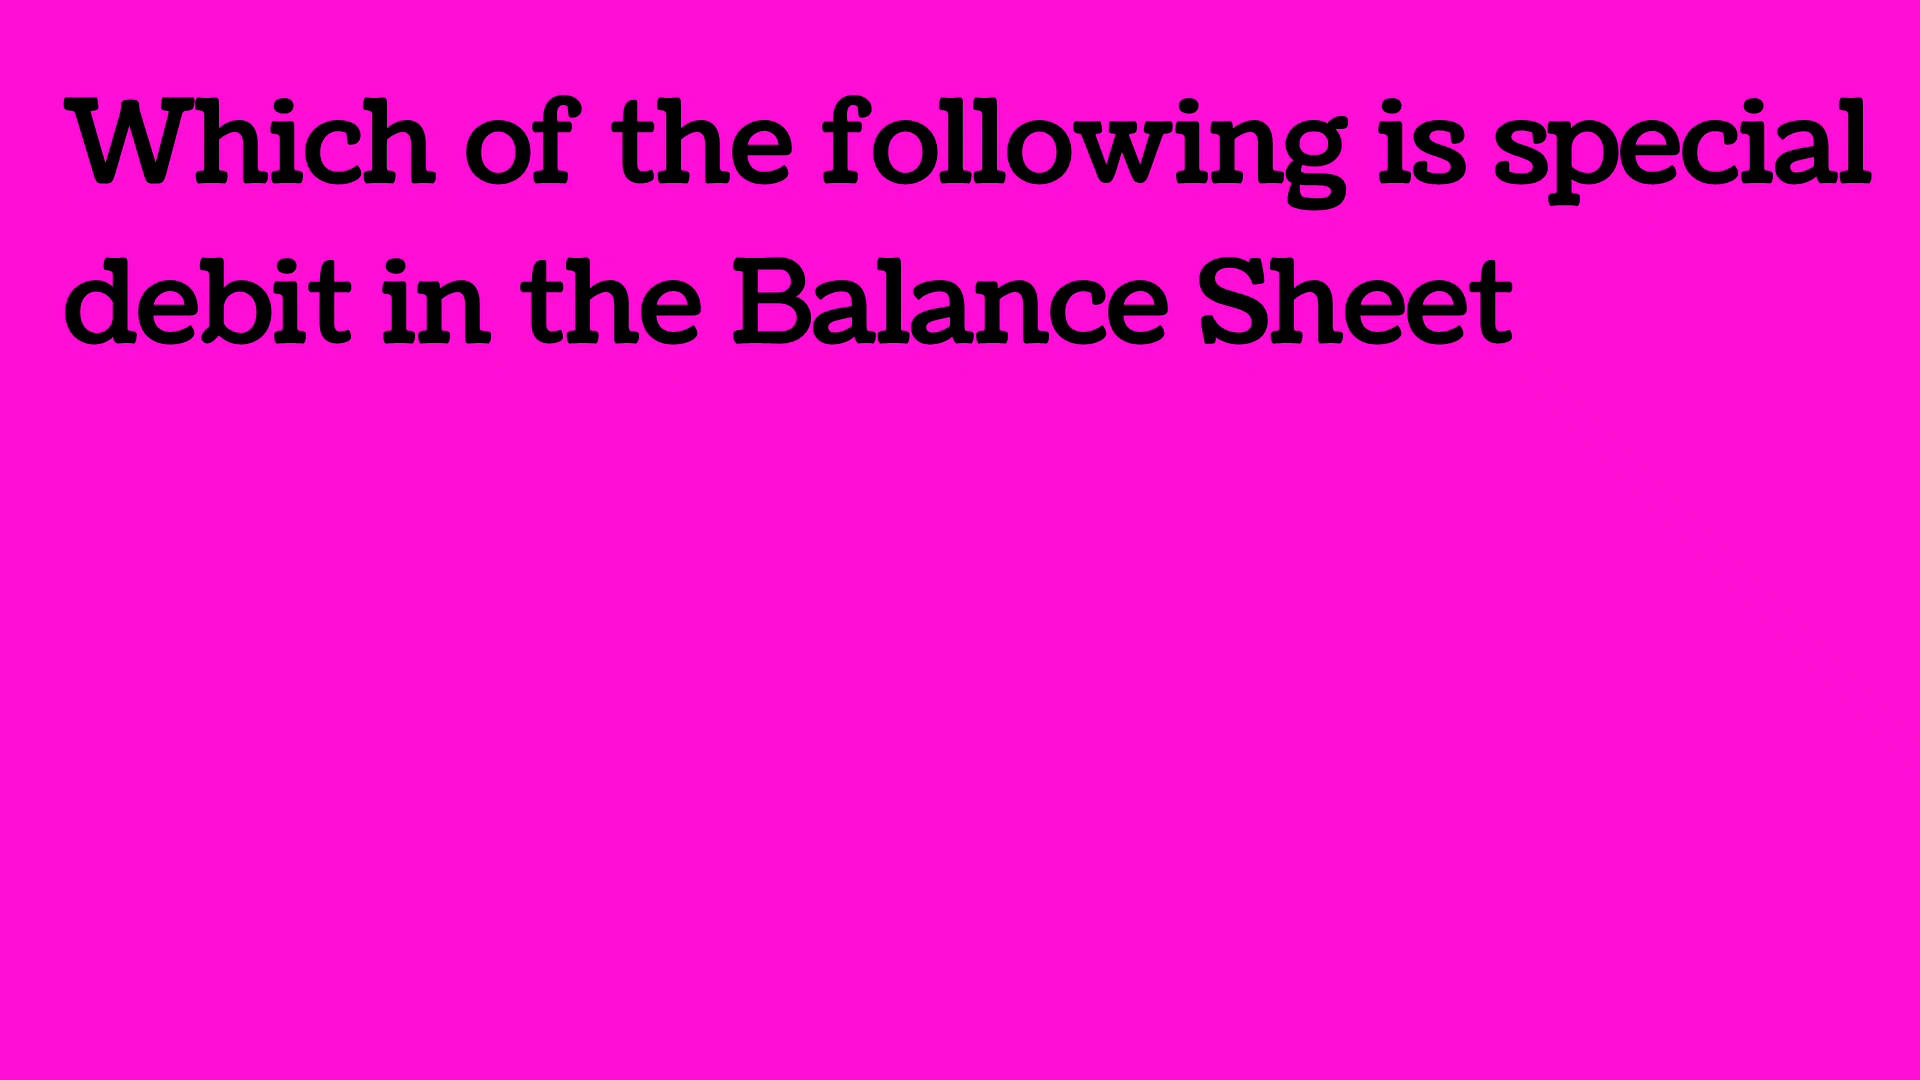 Which of the following is special
debit in the Balance Sheet